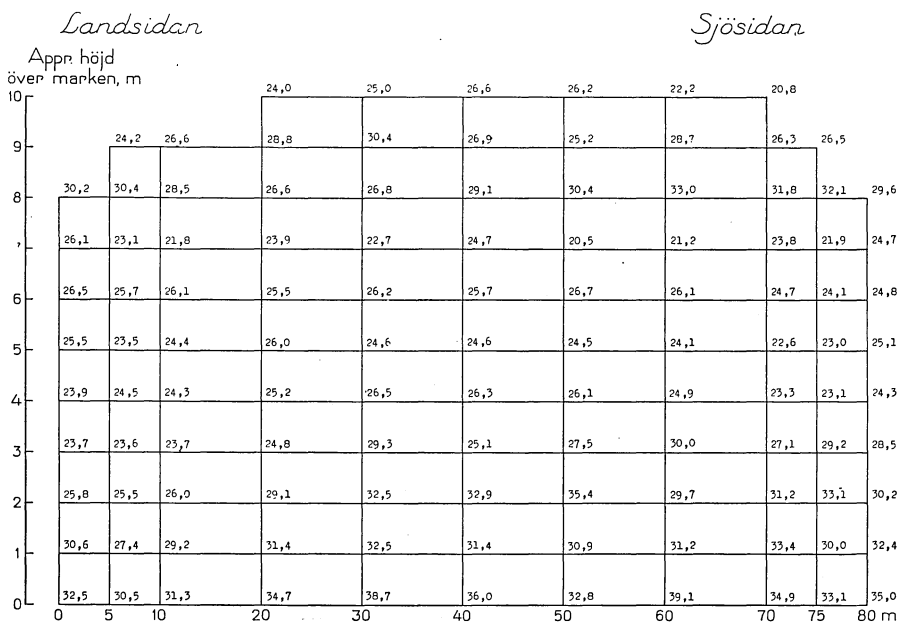 Landsidan Sjösidan
Appr. höjd
över marken, m
10 24,0 25,0 26,6 26,2 22,2 20,8
9 24,2 26,6 28,8 30,4 26,9 25,2 28,7 26,3 26,5
8 30,2 30,4 28,5 26,6 26,8 29,1 30,4 33,0 31,8 32,1 29,6
7 26,1 23,1 21,8 23,9 22,7 24,7 20,5 21,2 23,8 21,9 24,7
6 26,5 25,7 26,1 25,5 26,2 25,7 26,7 26,1 24,7 24,1 24,8
5 25,5 23,5 24,4 26,0 24,6 24,6 24,5 24,1 22,6 23,0 25,1
4 23,9 24,5 24,3 25,2 26,5 26,3 26,1 24,9 23,3 23,1 24,3
3 23,7 23,6 23,7 24,8 29,3 25,1 27,5 30,0 27,1 29,2 28,5
2 25,8 25,5 26,0 29,1 32,5 32,9 35,4 29,7 31,2 33,1 30,2
1 30,6 27,4 29,2 31,4 32,5 31,4 30,9 31,2 33,4 30,0 32,4
0 32,5 30,5 31,3 34,7 38,7 36,0 32,8 39,1 34,9 33,1 35,0
0 5 10 20 30 40 50 60 70 75 80 m